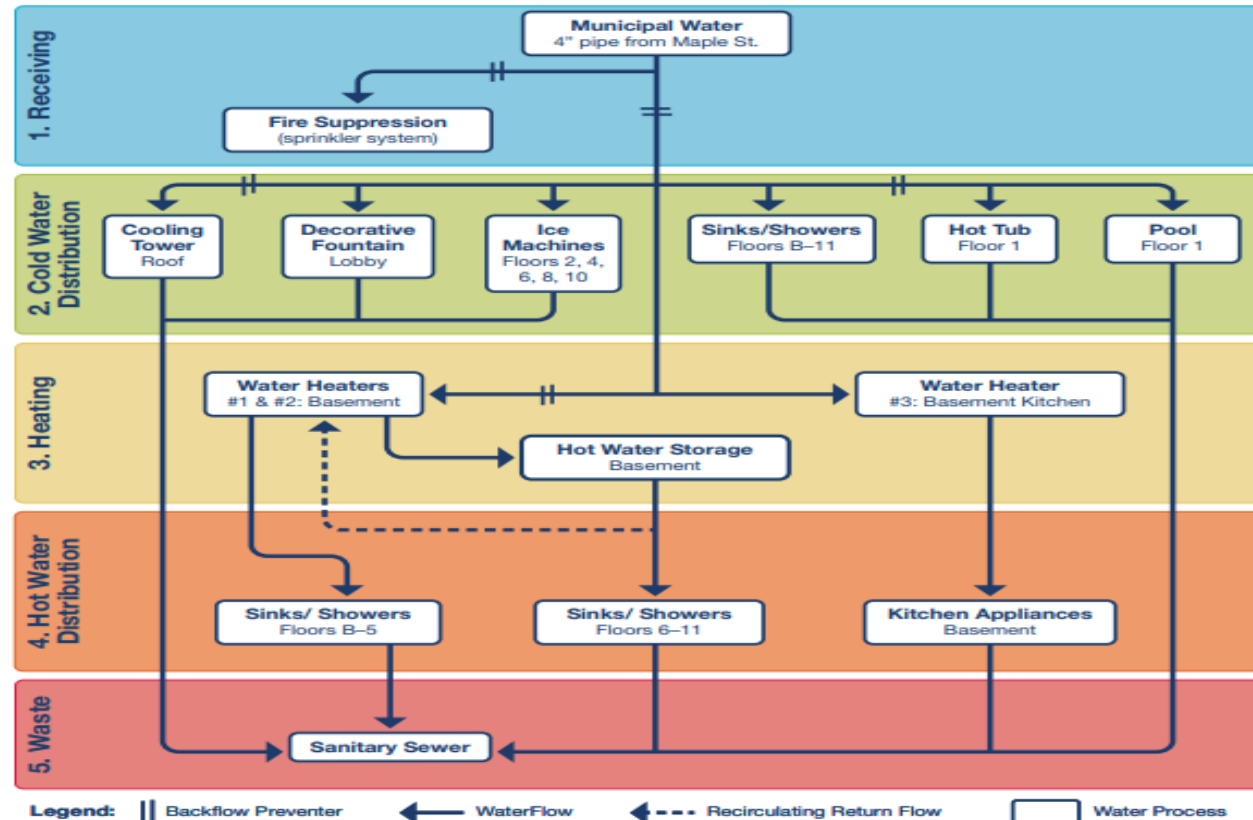 Municipal Water
4" pipe from Maple St.
1. Receiving
Fire Suppression
(sprinkler system)
2. Cold Water
Distribution
Cooling
Tower
Roof
Decorative
Fountain
Lobby
Ice
Machines
Floors 2, 4,
6, 8, 10
Sinks/Showers
Floors B–11
Hot Tub
Floor 1
Pool
Floor 1
3. Heating
Water Heaters
#1 & #2: Basement
Water Heater
#3: Basement Kitchen
Hot Water Storage
Basement
4. Hot Water
Distribution
Sinks/ Showers
Floors B–5
Sinks/ Showers
Floors 6–11
Kitchen Appliances
Basement
5. Waste
Sanitary Sewer
Legend:
Backflow Preventer
WaterFlow
Recirculating Return Flow
Water Process